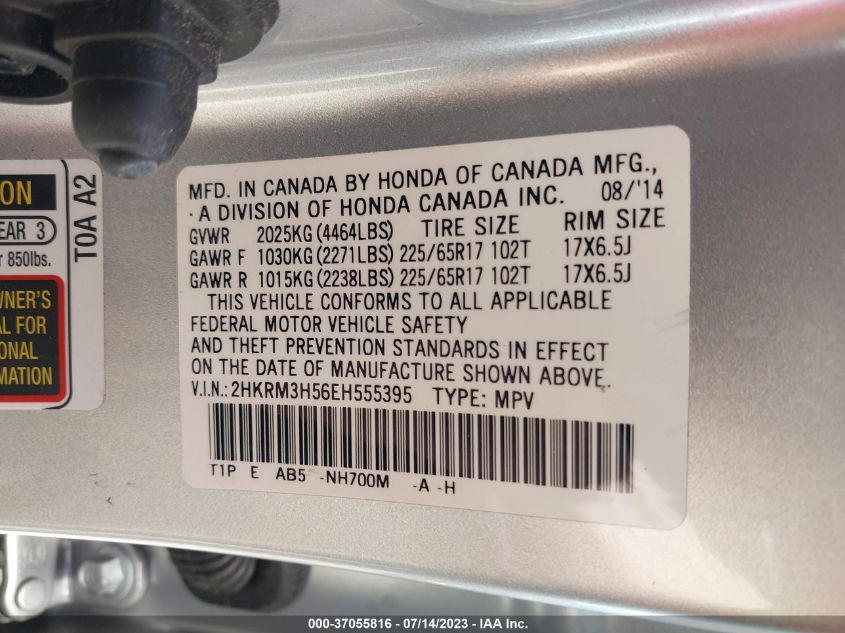 MFD. IN CANADA BY HONDA OF CANADA MFG.,
A DIVISION OF HONDA CANADA INC. 08/'14
GVWR 2025KG (4464LBS) TIRE SIZE RIM SIZE
GAWR F 1030KG (2271LBS) 225/65R17 102T 17X6.5J
GAWR R 1015KG (2238LBS) 225/65R17 102T 17X6.5J
THIS VEHICLE CONFORMS TO ALL APPLICABLE
FEDERAL MOTOR VEHICLE SAFETY
AND THEFT PREVENTION STANDARDS IN EFFECT
ON THE DATE OF MANUFACTURE SHOWN ABOVE.
V.I.N.: 2HKRM3H56EH555395 TYPE: MPV
T1P E AB5 -NH700M -A -H
TOA A2
ON
EAR 3
850lbs.
WNER'S
AL FOR
ONAL
MATION
000-37055816 / 07/14/2023 - IAA Inc.